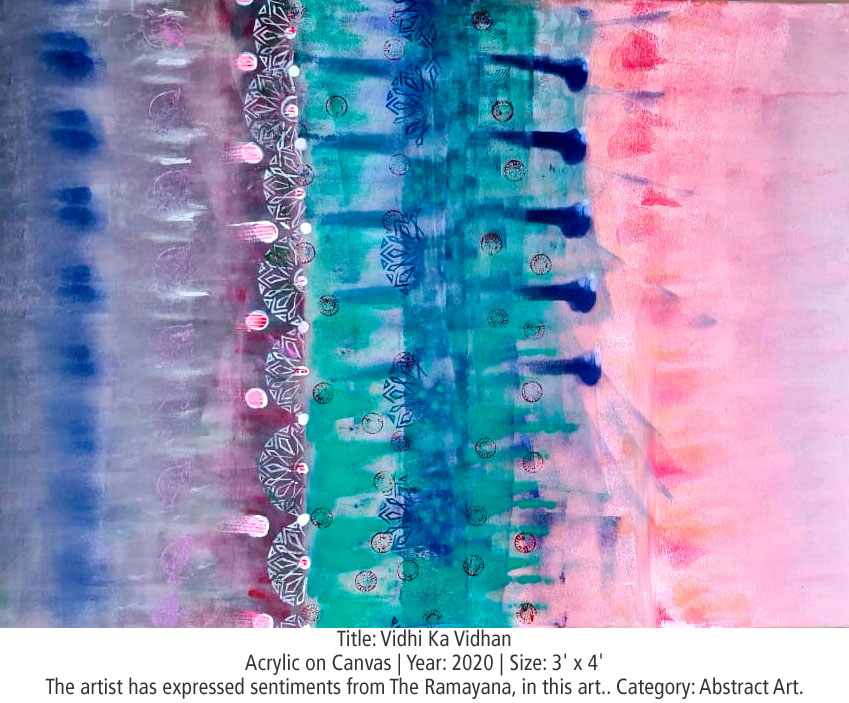 Title: Vidhi Ka Vidhan
Acrylic on Canvas | Year: 2020 | Size: 3' x 4'
The artist has expressed sentiments from The Ramayana, in this art.. Category: Abstract Art.